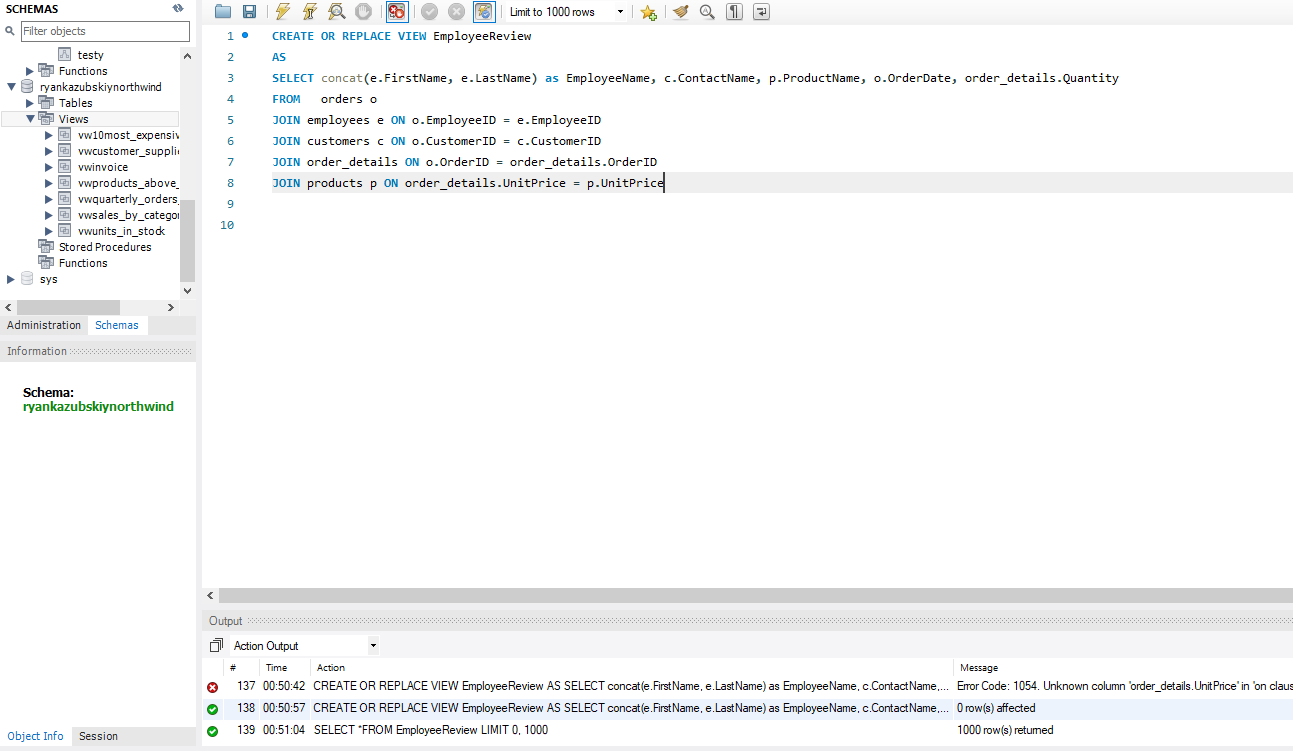 SCHEMAS
Filter objects
testy
Functions
ryankazubskiynorthwind
Tables
Views
vw10most_expensiv
vwcustomer_supplie
vwinvoice
vwproducts_above_
vwquarterly_orders_
vwsales_by_categor
vwunits_in_stock
Stored Procedures
Functions
sys
Administration Schemas
Information
Schema:
ryankazubskiynorthwind
Object Info Session
Limit to 1000 rows
1 CREATE OR REPLACE VIEW EmployeeReview
2 AS
3 SELECT concat(e.FirstName, e.LastName) as EmployeeName, c.ContactName, p.ProductName, o.OrderDate, order_details.Quantity
4 FROM orders o
5 JOIN employees e ON o.EmployeeID = e.EmployeeID
6 JOIN customers c ON o.CustomerID = c.CustomerID
7 JOIN order_details ON o.OrderID = order_details.OrderID
8 JOIN products p ON order_details.UnitPrice = p.UnitPrice
9
10
Output
Action Output
# Time Action Message
137 00:50:42 CREATE OR REPLACE VIEW EmployeeReview AS SELECT concat(e.FirstName, e.LastName) as EmployeeName, c.ContactName,... Error Code: 1054. Unknown column 'order_details.UnitPrice' in 'on claus
138 00:50:57 CREATE OR REPLACE VIEW EmployeeReview AS SELECT concat(e.FirstName, e.LastName) as EmployeeName, c.ContactName,... 0 row(s) affected
139 00:51:04 SELECT *FROM EmployeeReview LIMIT 0, 1000 1000 row(s) returned